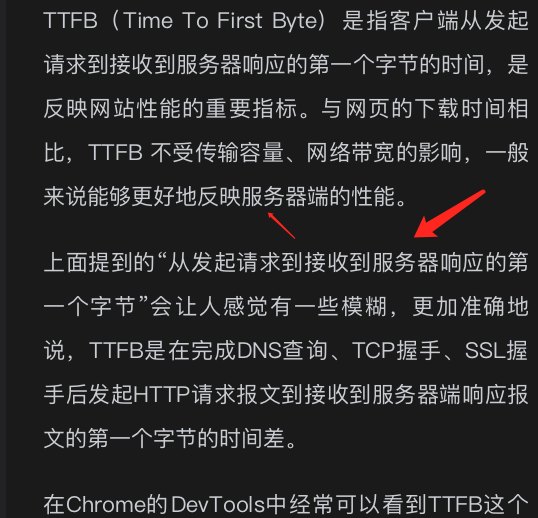 TTFB（Time To First Byte）是指客户端从发起
请求到接收到服务器响应的第一个字节的时间，是
反映网站性能的重要指标。与网页的下载时间相
比，TTFB 不受传输容量、网络带宽的影响，一般
来说能够更好地反映服务器端的性能。
上面提到的“从发起请求到接收到服务器响应的第
一个字节”会让人感觉有一些模糊，更加准确地
说，TTFB是在完成DNS查询、TCP握手、SSL握
手后发起HTTP请求报文到接收到服务器端响应报
文的第一个字节的时间差。
在Chrome的DevTools中经常可以看到TTFB这个